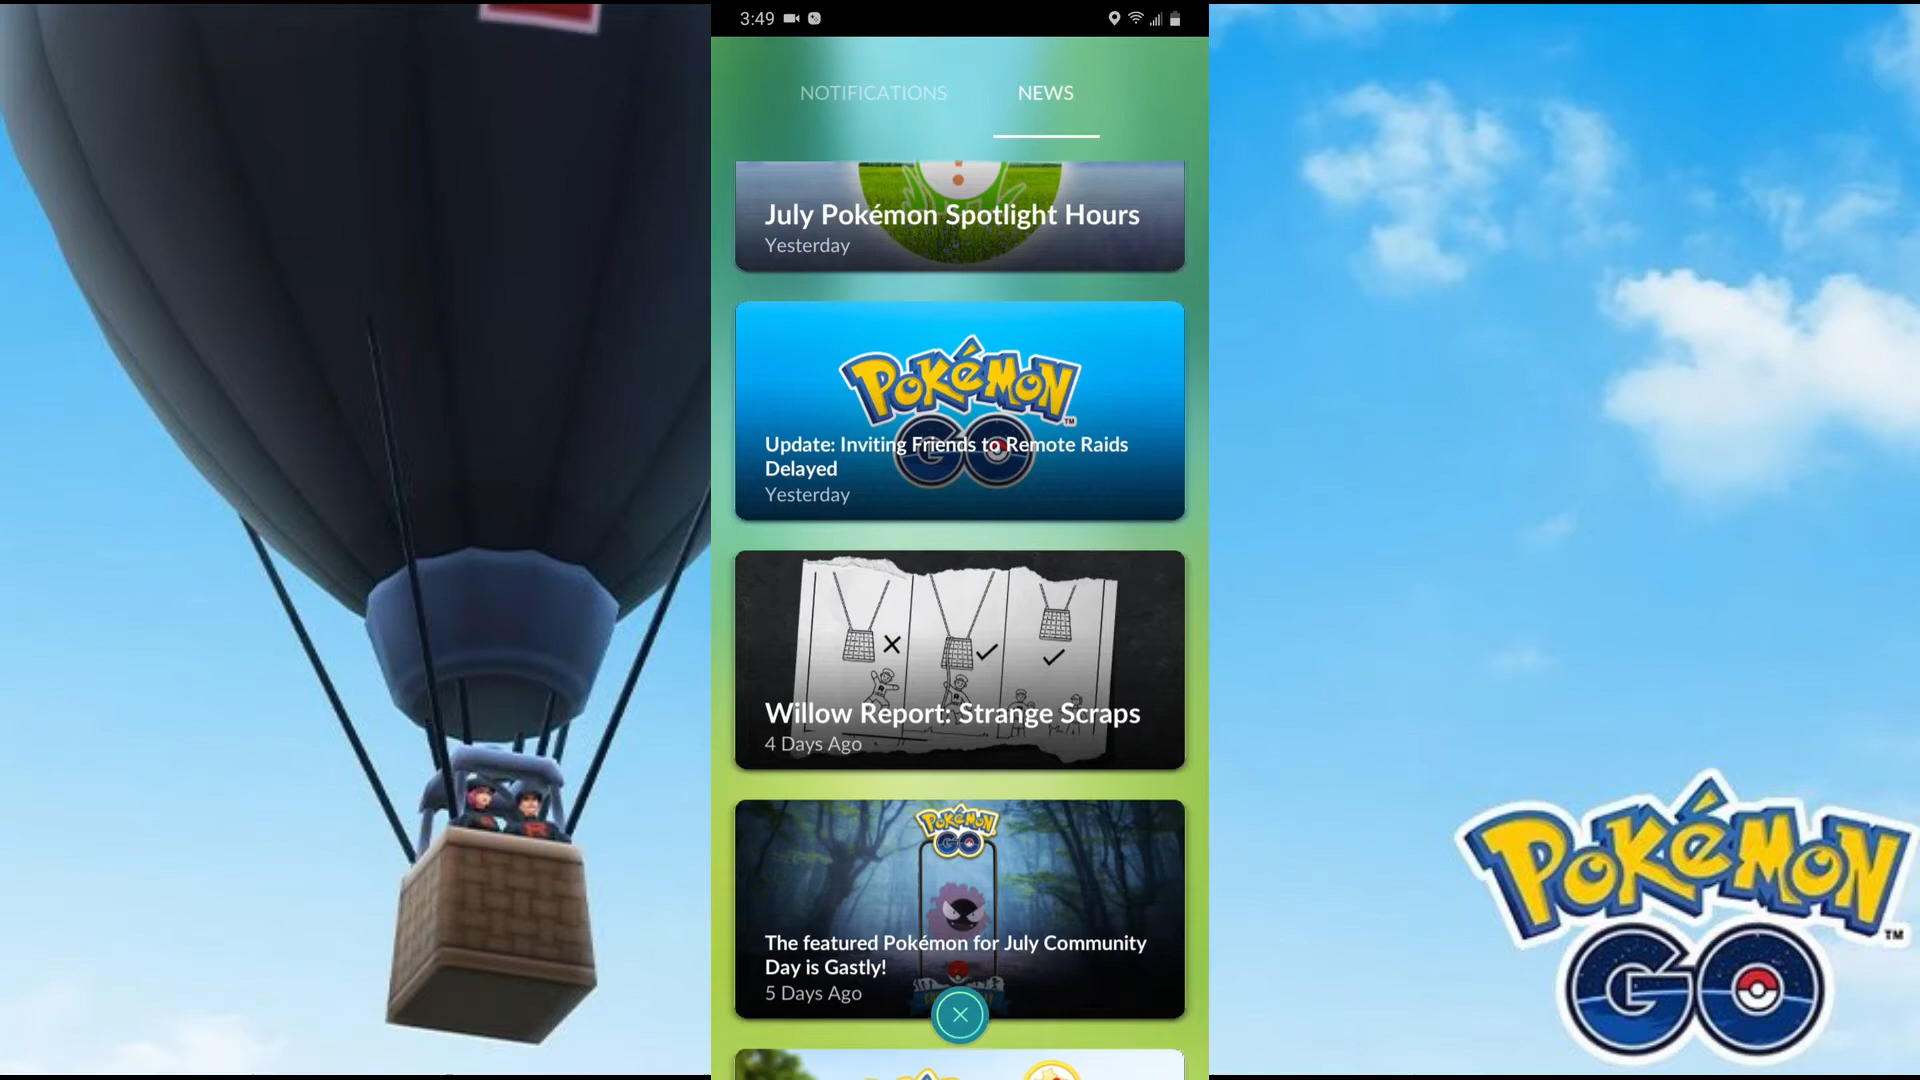 3:49
NOTIFICATIONS
NEWS
July Pokémon Spotlight Hours
Yesterday
POKéMON
GO
TM
Update: Inviting Friends to Remote Raids
Delayed
Yesterday
R
R
Willow Report: Strange Scraps
4 Days Ago
POKéMON
GO
The featured Pokémon for July Community
Day is Gastly!
5 Days Ago
POKéMON
GO
TM